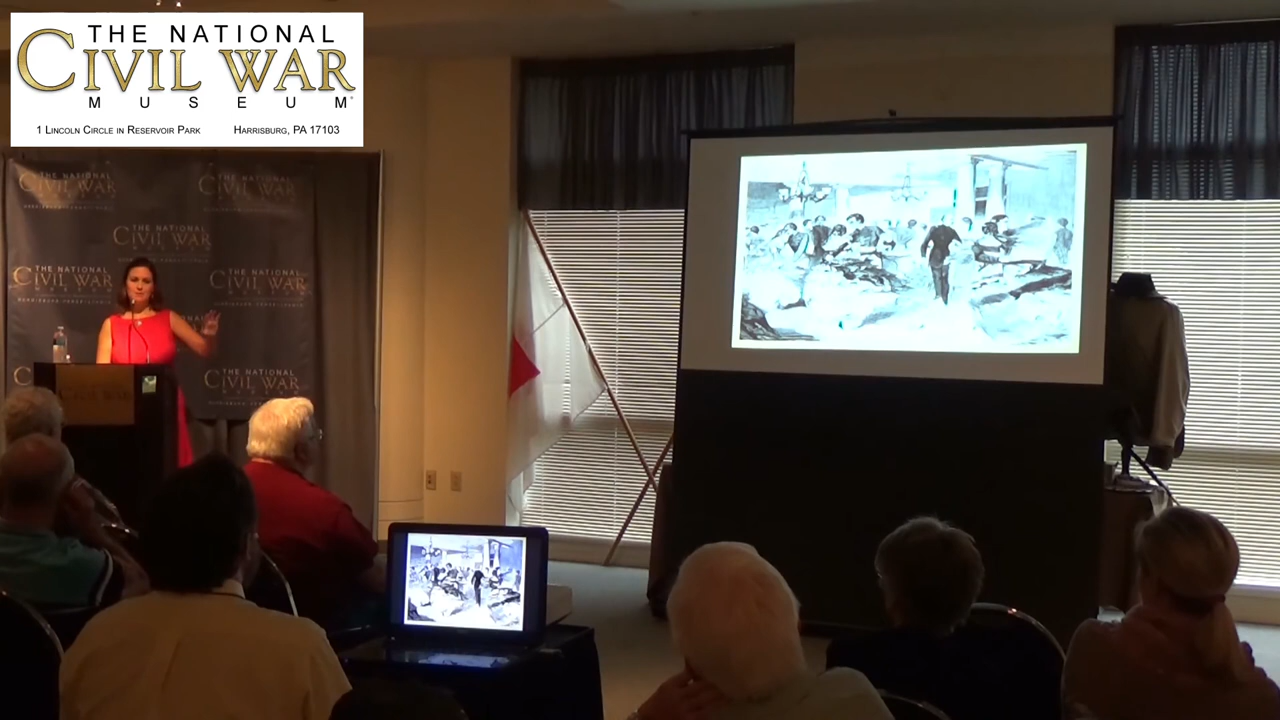 THE NATIONAL
CIVIL WAR
MUSEUM
1 LINCOLN CIRCLE IN RESERVOIR PARK HARRISBURG, PA 17103
THE NATIONAL
CIVIL WAR
THE NATIONAL
CIVIL WAR
THE NATIONAL
CIVIL WAR
THE NATIONAL
CIVIL WAR
THE NATIONAL
CIVIL WAR
THE NATIONAL
CIVIL WAR
CIVIL WAR